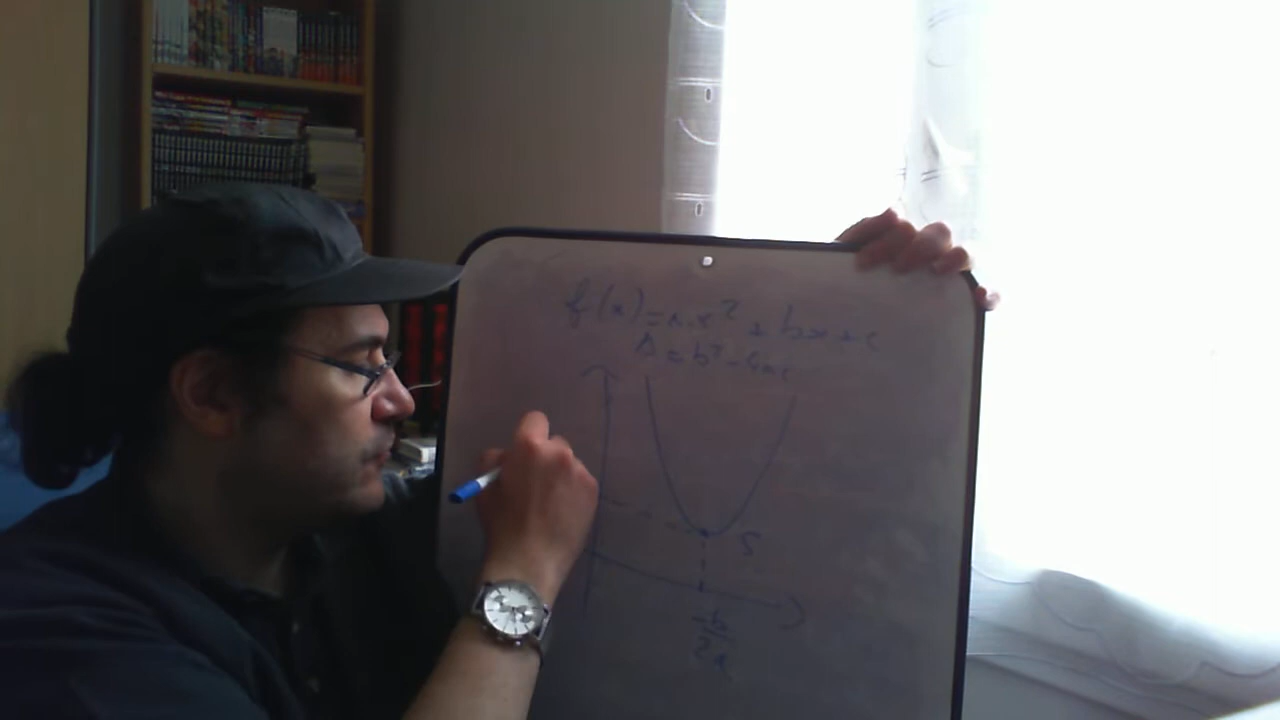 f(x) = a x² + bx + c
Δ = b² - 4ac
S
-b
2a